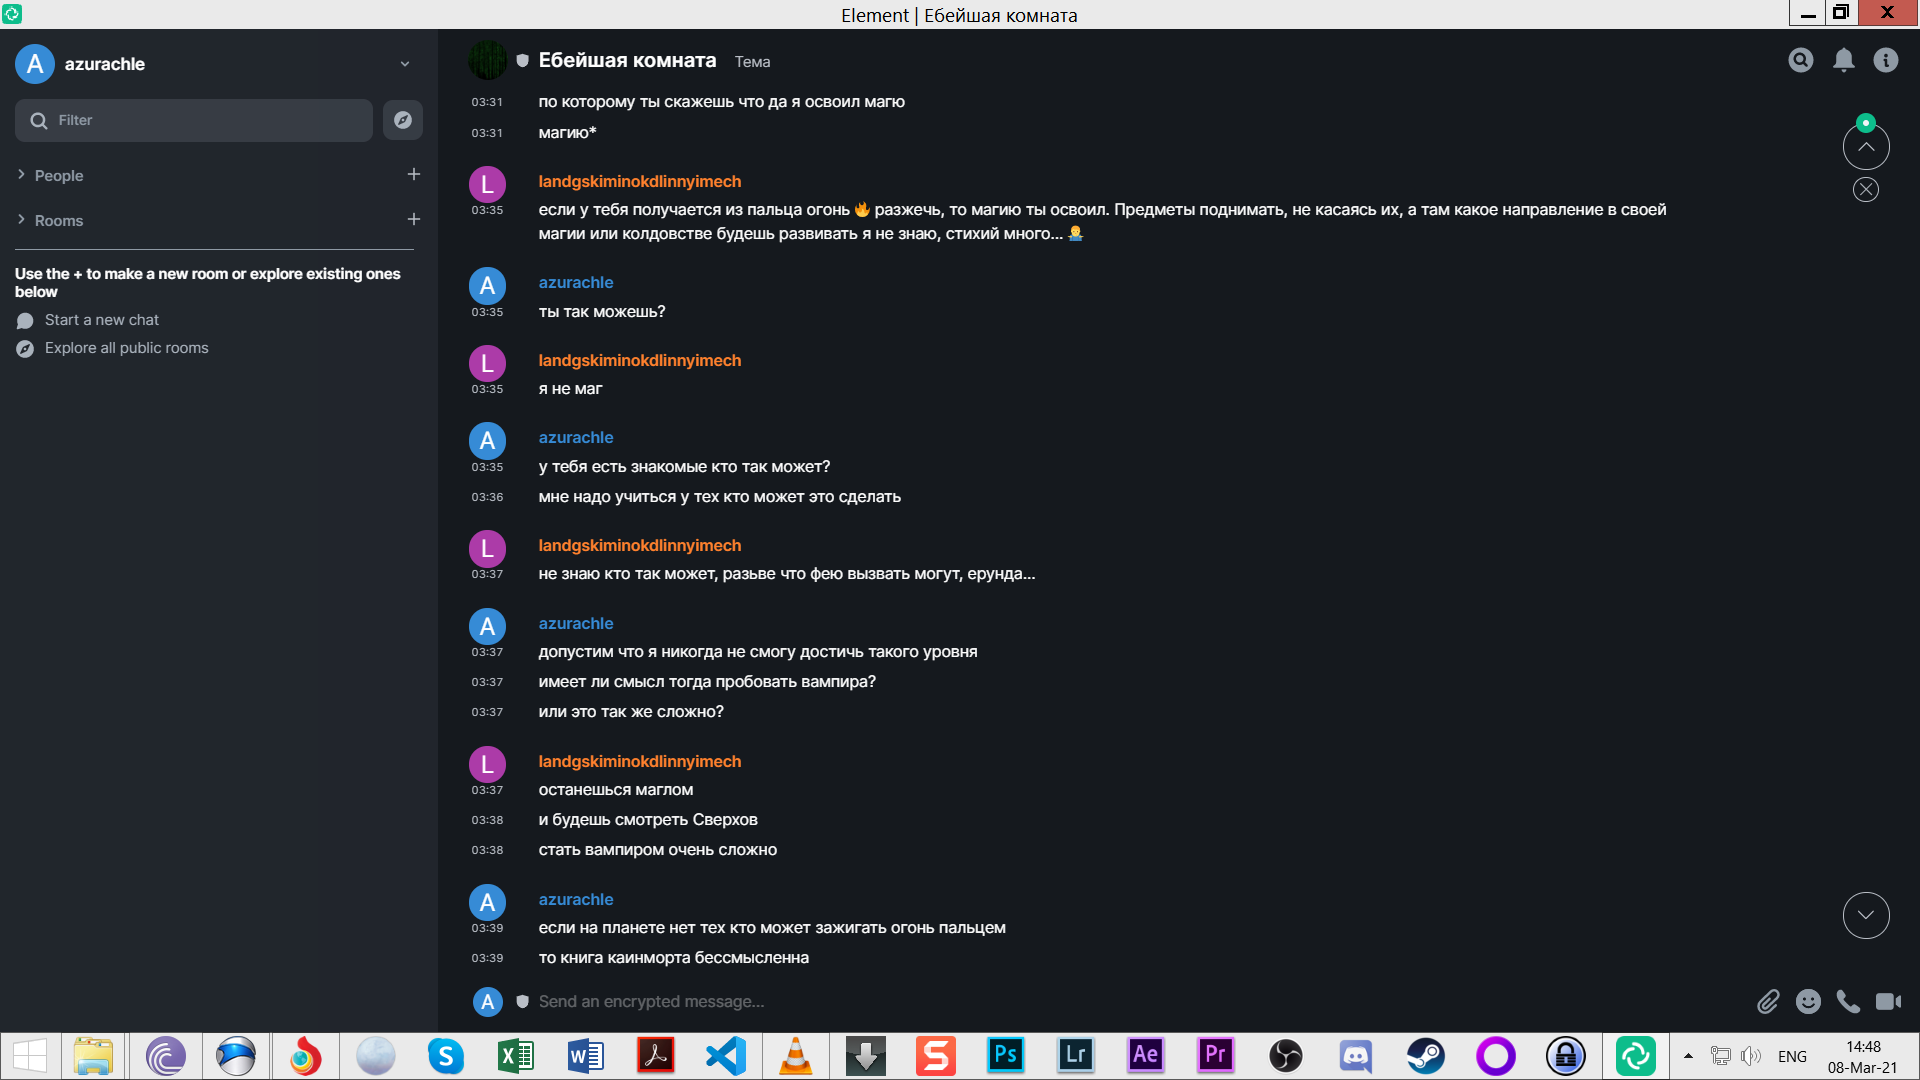 Element | Ебейшая комната
A azurachle
Filter
People
Rooms
Use the + to make a new room or explore existing ones
below
Start a new chat
Explore all public rooms
Ебейшая комната Тема
03:31 по которому ты скажешь что да я освоил магю
03:31 магию*
L landgskiminokdlinnyimech
03:35 если у тебя получается из пальца огонь 🔥 разжечь, то магию ты освоил. Предметы поднимать, не касаясь их, а там какое направление в своей
магии или колдовстве будешь развивать я не знаю, стихий много... 🤷‍♂️
A azurachle
03:35 ты так можешь?
L landgskiminokdlinnyimech
03:35 я не маг
A azurachle
03:35 у тебя есть знакомые кто так может?
03:36 мне надо учиться у тех кто может это сделать
L landgskiminokdlinnyimech
03:37 не знаю кто так может, разьве что фею вызвать могут, ерунда...
A azurachle
03:37 допустим что я никогда не смогу достичь такого уровня
03:37 имеет ли смысл тогда пробовать вампира?
03:37 или это так же сложно?
L landgskiminokdlinnyimech
03:37 останешься маглом
03:38 и будешь смотреть Сверхов
03:38 стать вампиром очень сложно
A azurachle
03:39 если на планете нет тех кто может зажигать огонь пальцем
03:39 то книга каинморта бессмысленна
A Send an encrypted message...
Ps Lr Ae Pr
ENG 14:48
08-Mar-21